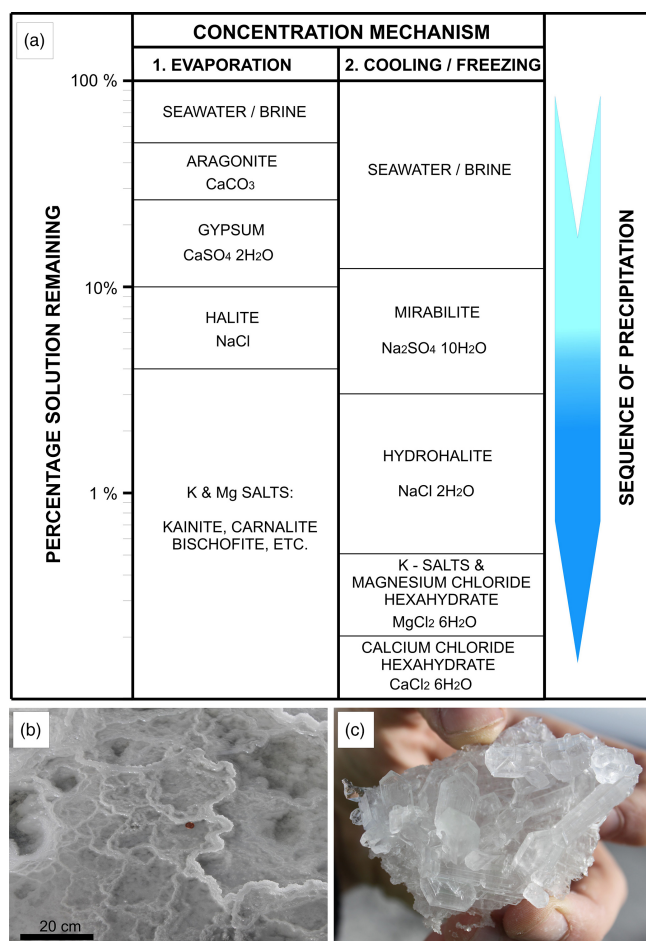 (a)
CONCENTRATION MECHANISM
1. EVAPORATION
2. COOLING / FREEZING
PERCENTAGE SOLUTION REMAINING
100 %
10%
1 %
SEAWATER / BRINE
ARAGONITE
CaCO3
GYPSUM
CaSO4 2H2O
HALITE
NaCl
K & Mg SALTS:
KAINITE, CARNALITE
BISCHOFITE, ETC.
SEAWATER / BRINE
MIRABILITE
Na2SO4 10H2O
HYDROHALITE
NaCl 2H2O
K - SALTS &
MAGNESIUM CHLORIDE
HEXAHYDRATE
MgCl2 6H2O
CALCIUM CHLORIDE
HEXAHYDRATE
CaCl2 6H2O
SEQUENCE OF PRECIPITATION
(b)
20 cm
(c)